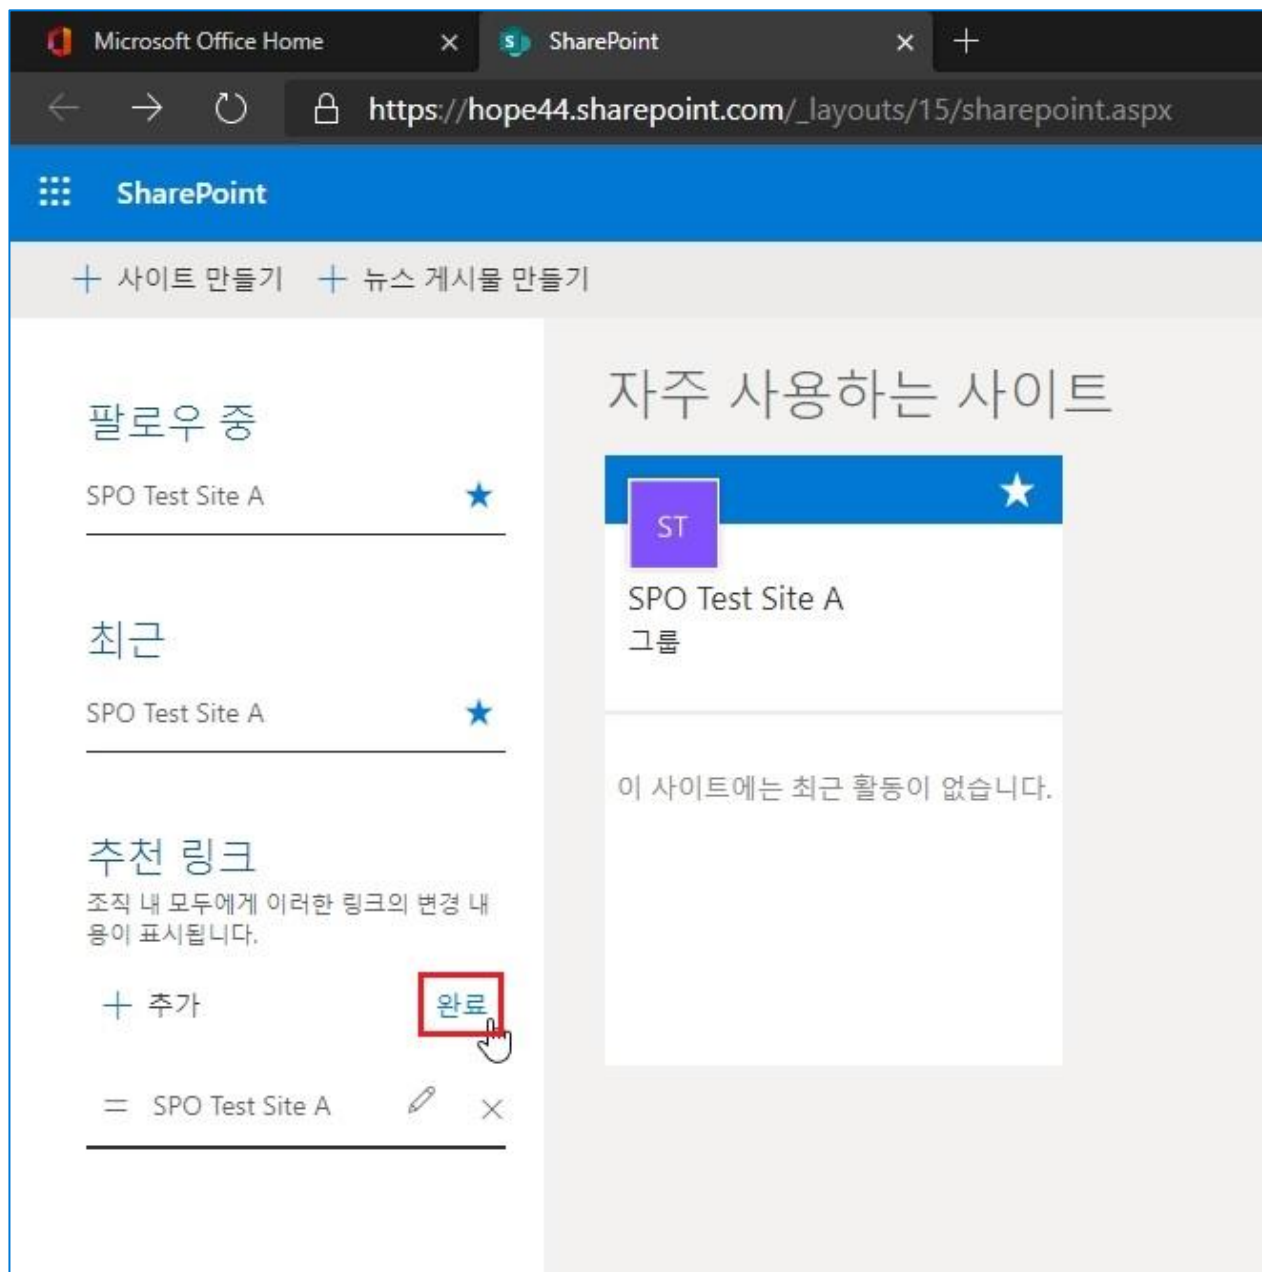 Microsoft Office Home
SharePoint
https://hope44.sharepoint.com/_layouts/15/sharepoint.aspx
SharePoint
사이트 만들기
뉴스 게시물 만들기
팔로우 중
SPO Test Site A
최근
SPO Test Site A
추천 링크
조직 내 모두에게 이러한 링크의 변경 내
용이 표시됩니다.
추가
완료
SPO Test Site A
자주 사용하는 사이트
ST
SPO Test Site A
그룹
이 사이트에는 최근 활동이 없습니다.